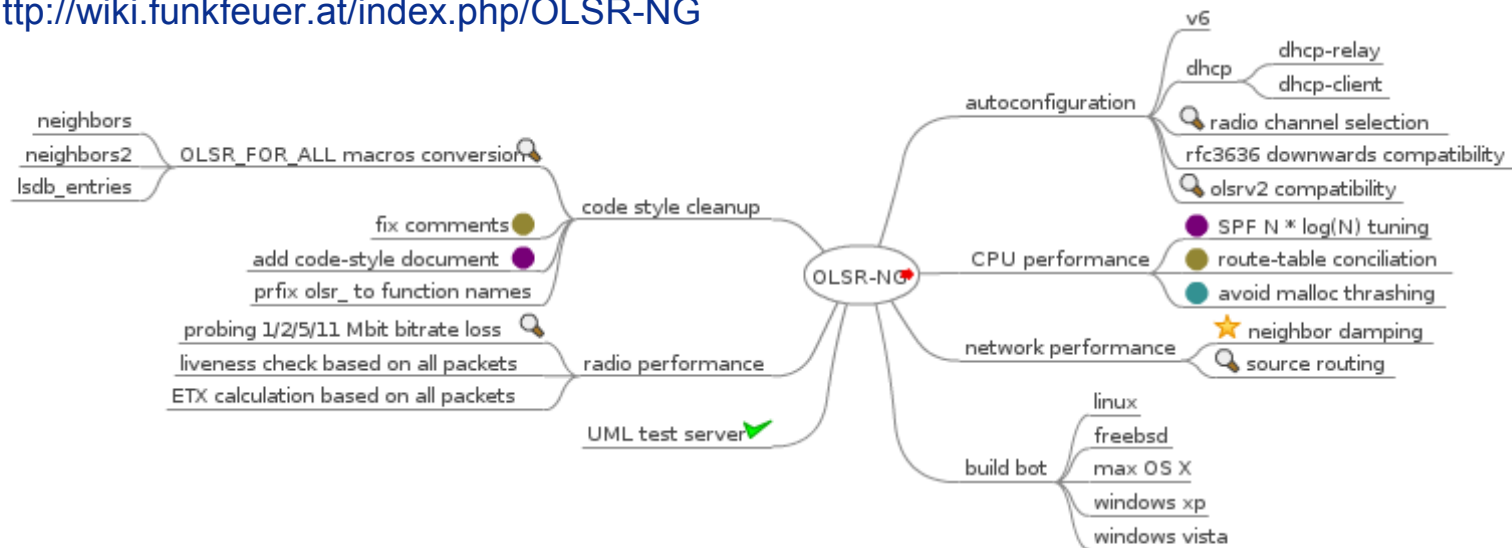 ttp://wiki.funkfeuer.at/index.php/OLSR-NG
neighbors
neighbors2
lsdb_entries
OLSR_FOR_ALL macros conversion
fix comments
add code-style document
prfix olsr_ to function names
code style cleanup
probing 1/2/5/11 Mbit bitrate loss
liveness check based on all packets
ETX calculation based on all packets
radio performance
UML test server
OLSR-NG
autoconfiguration
v6
dhcp
dhcp-relay
dhcp-client
radio channel selection
rfc3636 downwards compatibility
olsrv2 compatibility
CPU performance
SPF N * log(N) tuning
route-table conciliation
avoid malloc thrashing
network performance
neighbor damping
source routing
build bot
linux
freebsd
max OS X
windows xp
windows vista